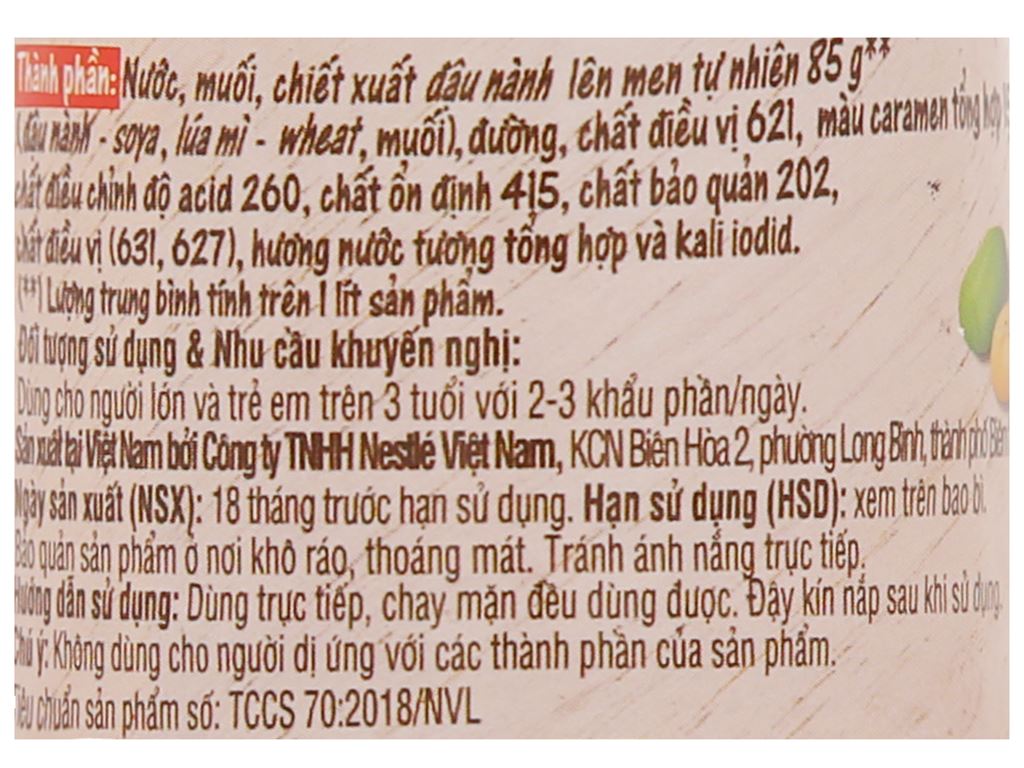 Thành phần: Nước, muối, chiết xuất đậu nành lên men tự nhiên 85 g**
(đậu nành - soya, lúa mì - wheat, muối), đường, chất điều vị 621, màu caramen tổng hợp
chất điều chỉnh độ acid 260, chất ổn định 415, chất bảo quản 202,
chất điều vị (631, 627), hương nước tương tổng hợp và kali iodid.
(**) Lượng trung bình tính trên 1 lít sản phẩm.
Đối tượng sử dụng & Nhu cầu khuyến nghị:
Dùng cho người lớn và trẻ em trên 3 tuổi với 2-3 khẩu phần/ngày.
Sản xuất tại Việt Nam bởi Công ty TNHH Nestlé Việt Nam, KCN Biên Hòa 2, phường Long Bình, thành phố Biên
Ngày sản xuất (NSX): 18 tháng trước hạn sử dụng. Hạn sử dụng (HSD): xem trên bao bì.
Bảo quản sản phẩm ở nơi khô ráo, thoáng mát. Tránh ánh nắng trực tiếp.
Hướng dẫn sử dụng: Dùng trực tiếp, chay mặn đều dùng được. Đậy kín nắp sau khi sử dụng.
Chú ý: Không dùng cho người dị ứng với các thành phần của sản phẩm.
Tiêu chuẩn sản phẩm số: TCCS 70:2018/NVL